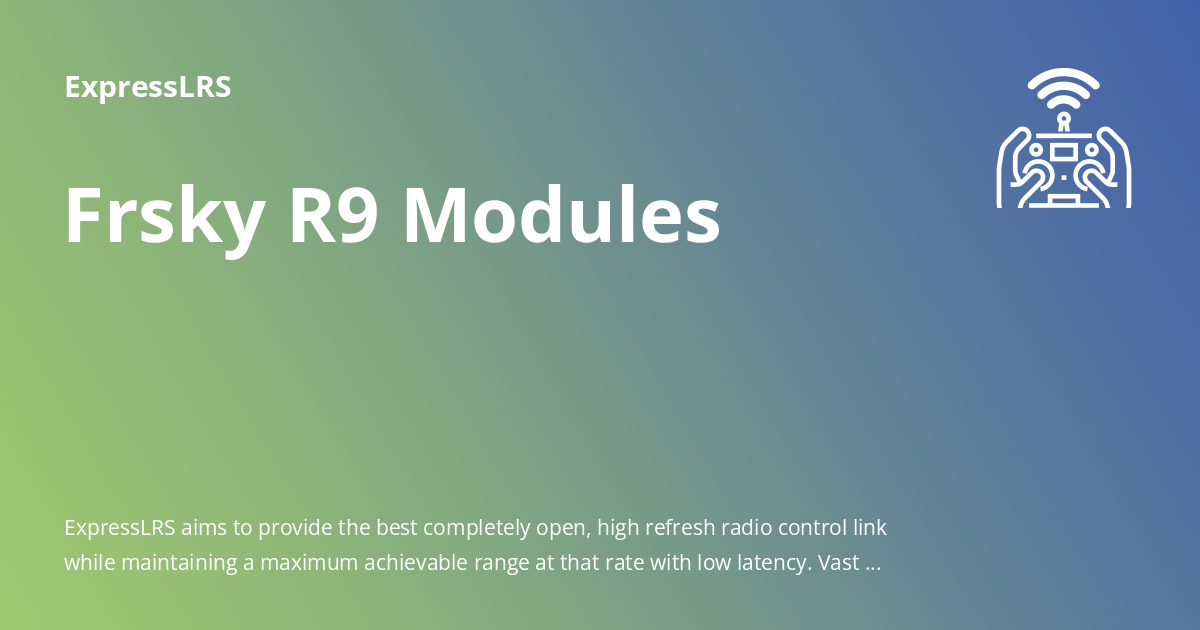 ExpressLRS
Frsky R9 Modules
ExpressLRS aims to provide the best completely open, high refresh radio control link
while maintaining a maximum achievable range at that rate with low latency. Vast ...